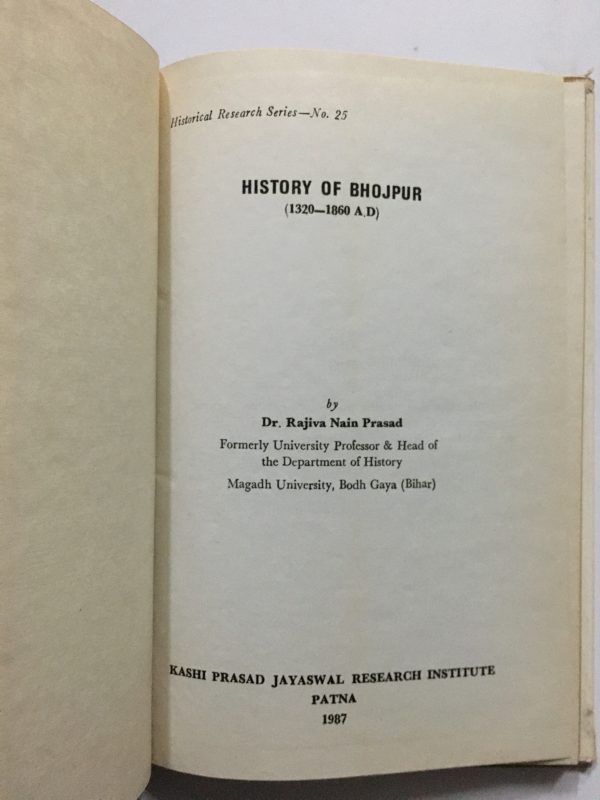 Historical Research Series—No. 25
HISTORY OF BHOJPUR
(1320—1860 A.D)
by
Dr. Rajiva Nain Prasad
Formerly University Professor & Head of
the Department of History
Magadh University, Bodh Gaya (Bihar)
KASHI PRASAD JAYASWAL RESEARCH INSTITUTE
PATNA
1987